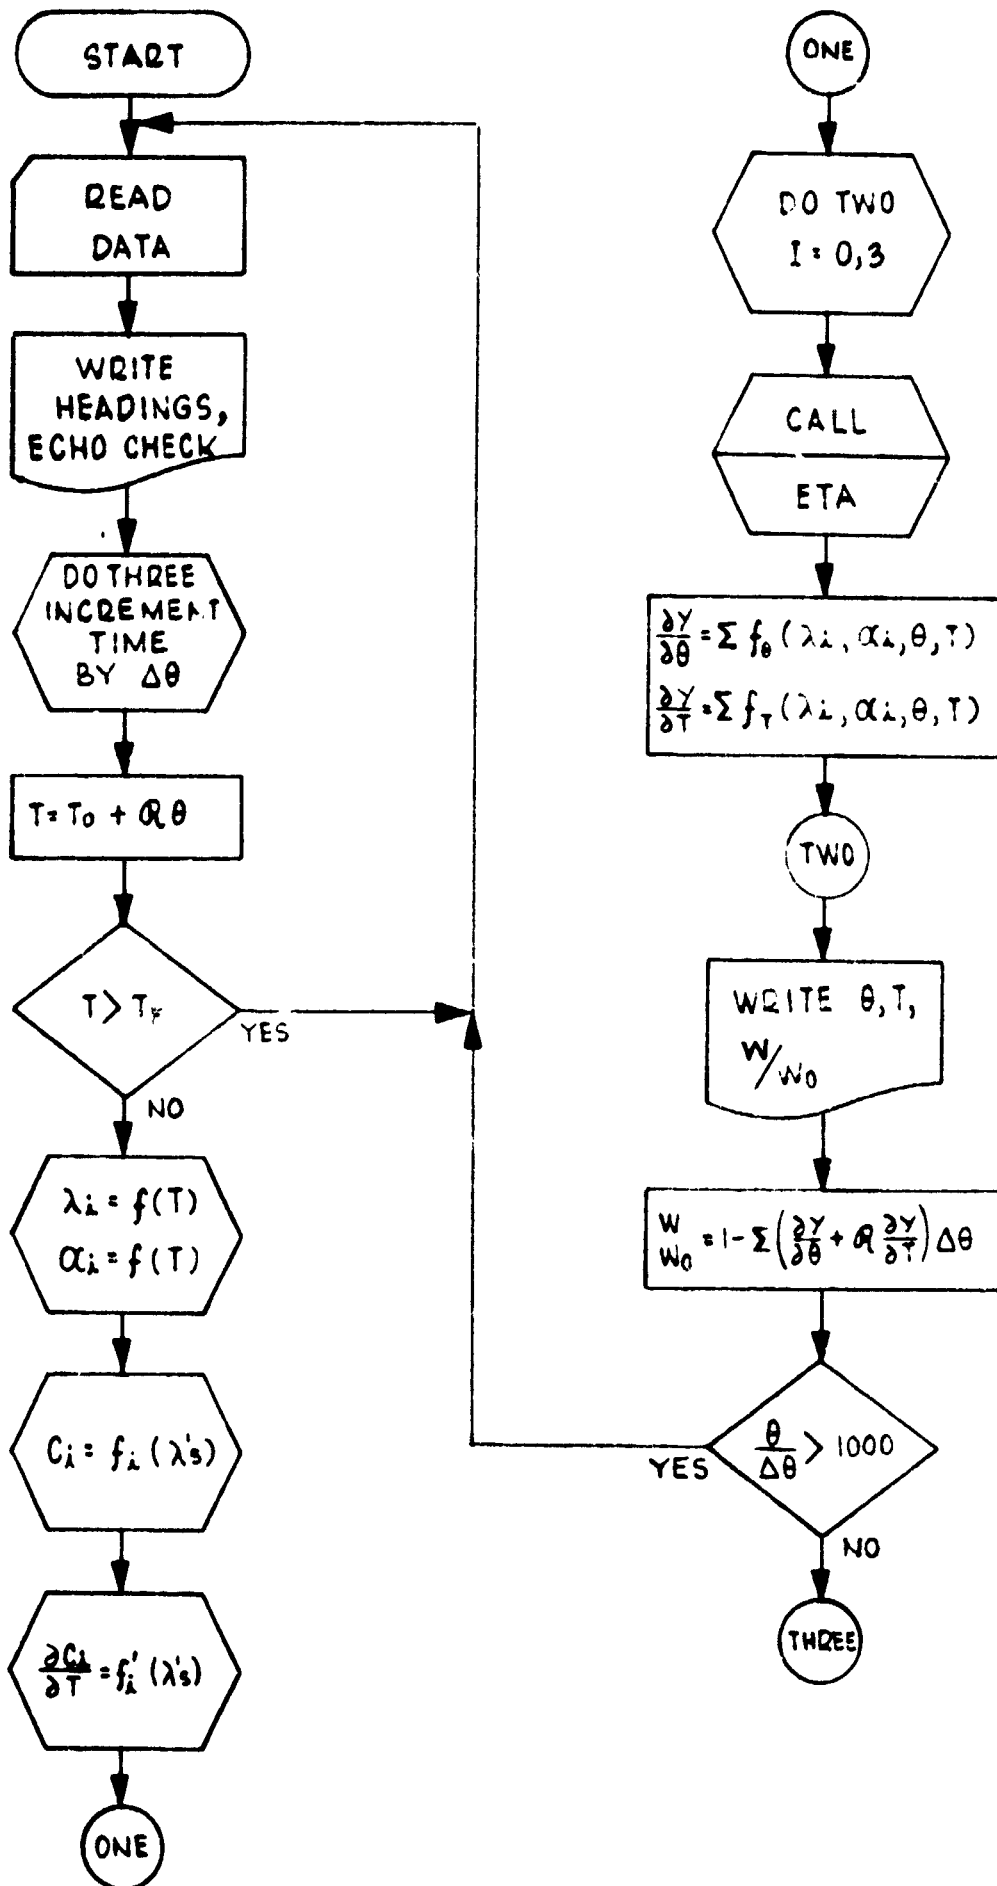 START
READ
DATA
WRITE
HEADINGS,
ECHO CHECK
DO THREE
INCREMENT
TIME
BY Δθ
T = T₀ + ℛθ
T > T_F
YES
NO
λi = f(T)
αi = f(T)
Ci = fi (λ's)
∂Ci/∂T = fi' (λ's)
ONE
ONE
DO TWO
I = 0,3
CALL
ETA
∂Y/∂θ = Σ fθ (λi, αi, θ, T)
∂Y/∂T = Σ fT (λi, αi, θ, T)
TWO
WRITE θ, T,
W/W₀
W/W₀ = 1 - Σ (∂Y/∂θ + ℛ ∂Y/∂T) Δθ
θ/Δθ > 1000
YES
NO
THREE